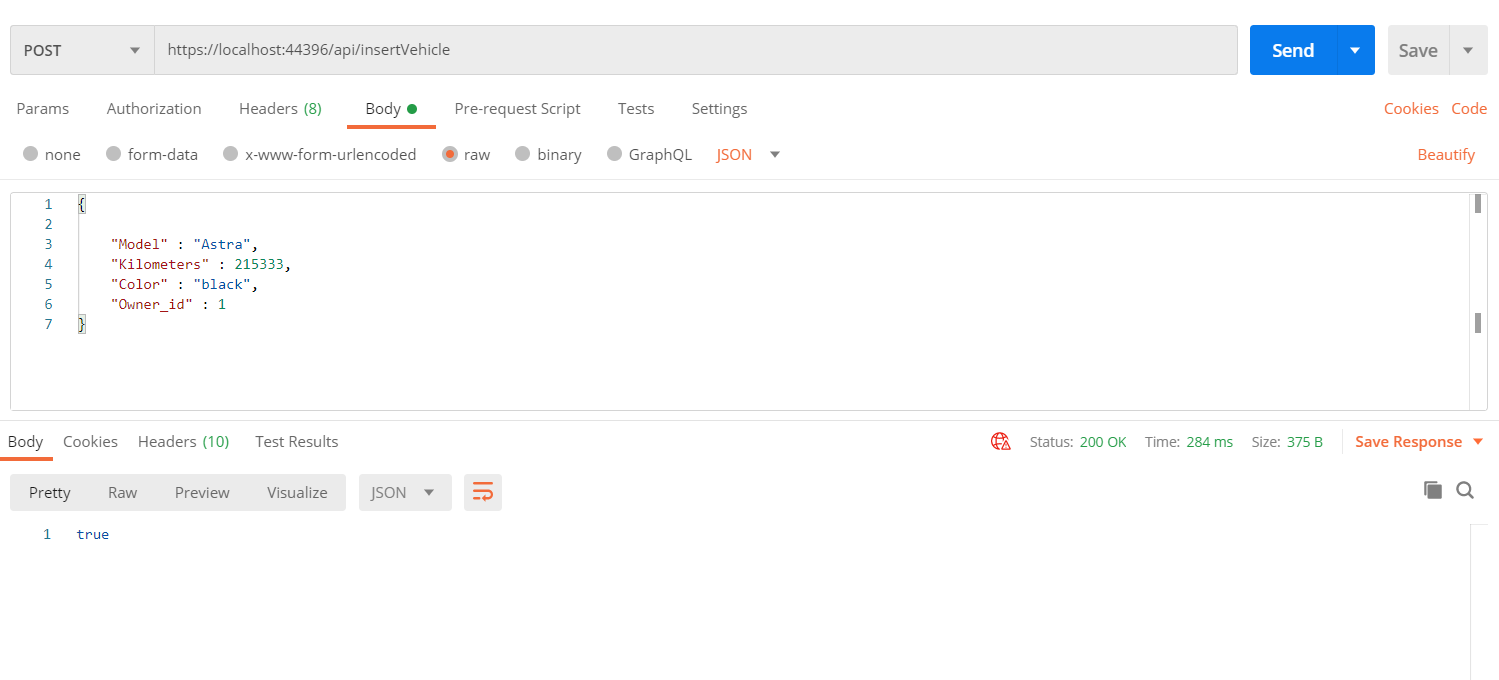 POST https://localhost:44396/api/insertVehicle Send Save
Params Authorization Headers (8) Body Pre-request Script Tests Settings Cookies Code
none form-data x-www-form-urlencoded raw binary GraphQL JSON Beautify
1 {
2
3 "Model" : "Astra",
4 "Kilometers" : 215333,
5 "Color" : "black",
6 "Owner_id" : 1
7 }
Body Cookies Headers (10) Test Results Status: 200 OK Time: 284 ms Size: 375 B Save Response
Pretty Raw Preview Visualize JSON
1 true